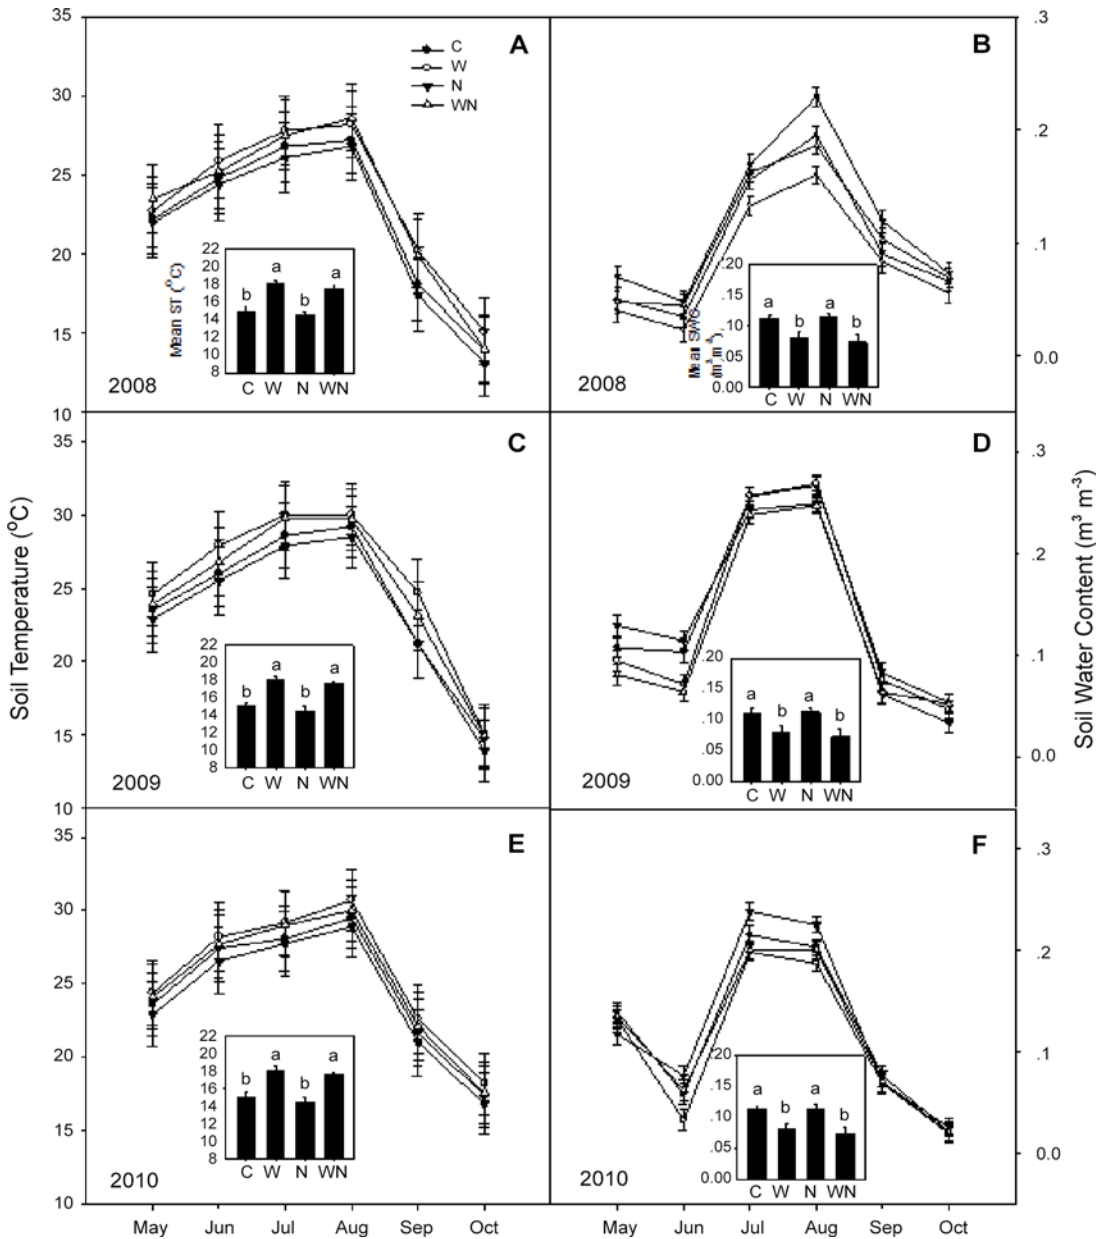 35
30
25
20
15
10
A
C
W
N
WN
22
20
18
16
14
12
10
8
Mean ST (°C)
b
a
b
a
C W N WN
2008
B
.3
.2
.1
0.0
.20
.15
.10
.05
0.00
Mean SWC
(m³ m⁻³)
a
b
a
b
C W N WN
2008
Soil Temperature (°C)
35
30
25
20
15
10
C
22
20
18
16
14
12
10
8
b
a
b
a
C W N WN
2009
D
.3
.2
.1
0.0
Soil Water Content (m³ m⁻³)
.20
.15
.10
.05
0.00
a
b
a
b
C W N WN
2009
35
30
25
20
15
10
E
22
20
18
16
14
12
10
8
b
a
b
a
C W N WN
2010
F
.3
.2
.1
0.0
.20
.15
.10
.05
0.00
a
b
a
b
C W N WN
2010
May Jun Jul Aug Sep Oct
May Jun Jul Aug Sep Oct